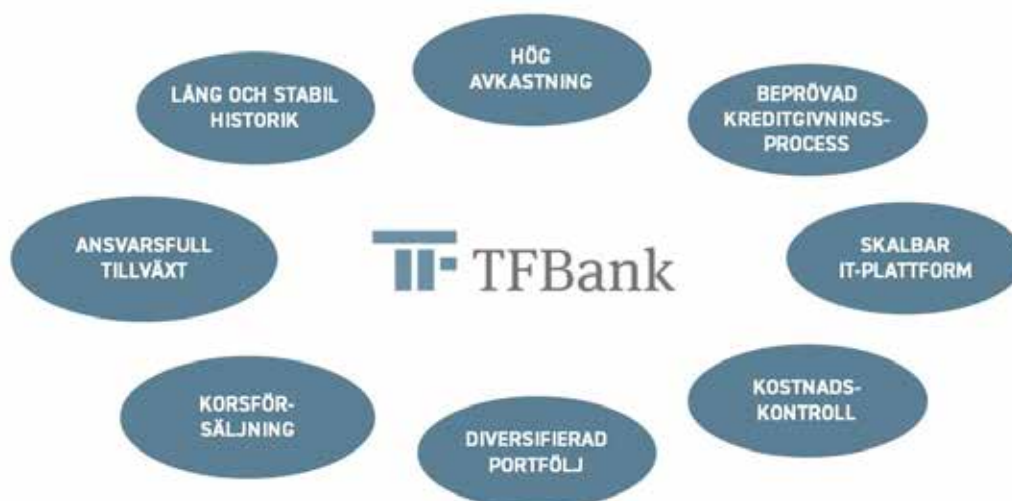 HÖG
AVKASTNING
LÅNG OCH STABIL
HISTORIK
BEPRÖVAD
KREDITGIVNINGS-
PROCESS
ANSVARSFULL
TILLVÄXT
TFBank
SKALBAR
IT-PLATTFORM
KORSFÖR-
SÄLJNING
KOSTNADS-
KONTROLL
DIVERSIFIERAD
PORTFÖLJ